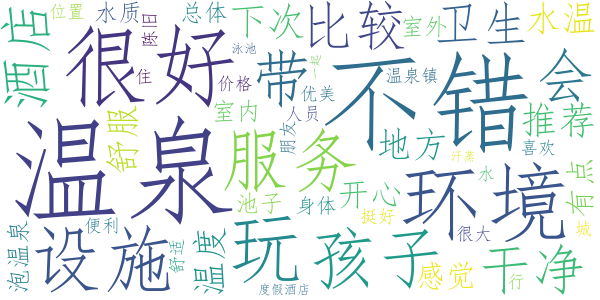 位置
水质
总体
下次
比较
室外
卫生
水温
酒店
陈旧
很好
住
泳池
价格
带
一起
不错
温泉镇
会
优美
舒服
室内
人员
推荐
温泉
服务
朋友
地方
喜欢
汗蒸
环境
水
有点
池子
身体
开心
泡温泉
便利
设施
舒适
温度
玩
孩子
挺好
很大
感觉
干净
城
行
度假酒店